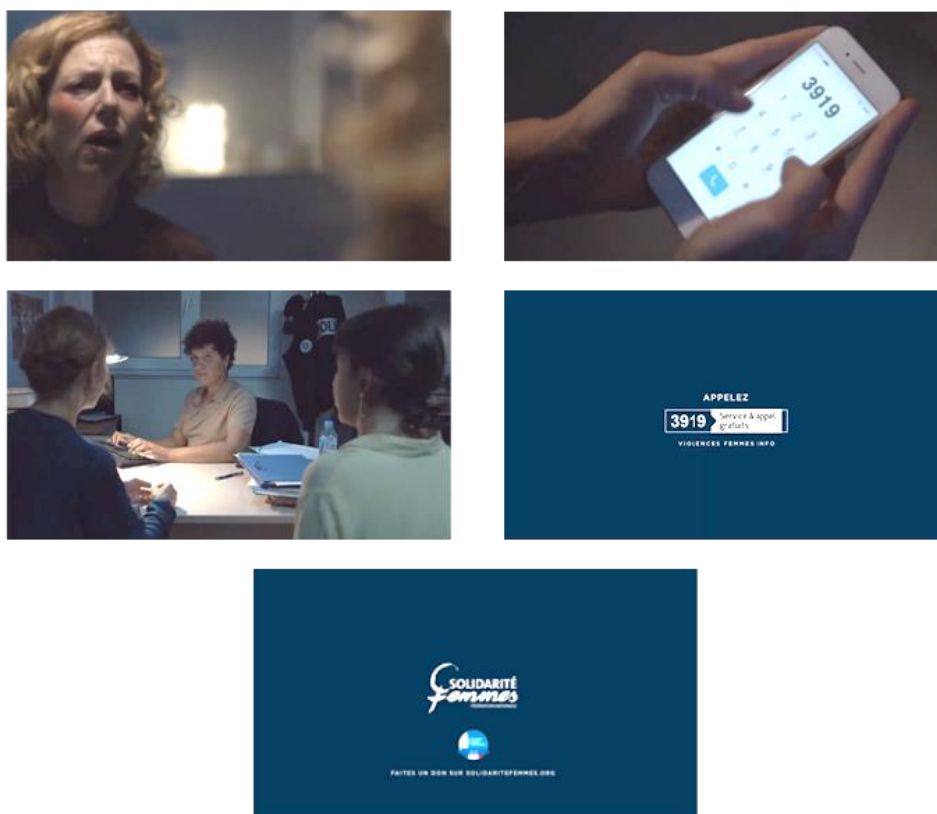 3919
APPELEZ
3919 Service & appel
gratuits
VIOLENCES FEMMES INFO
SOLIDARITÉ
Femmes
FAITES UN DON SUR SOLIDARITEFEMMES.ORG